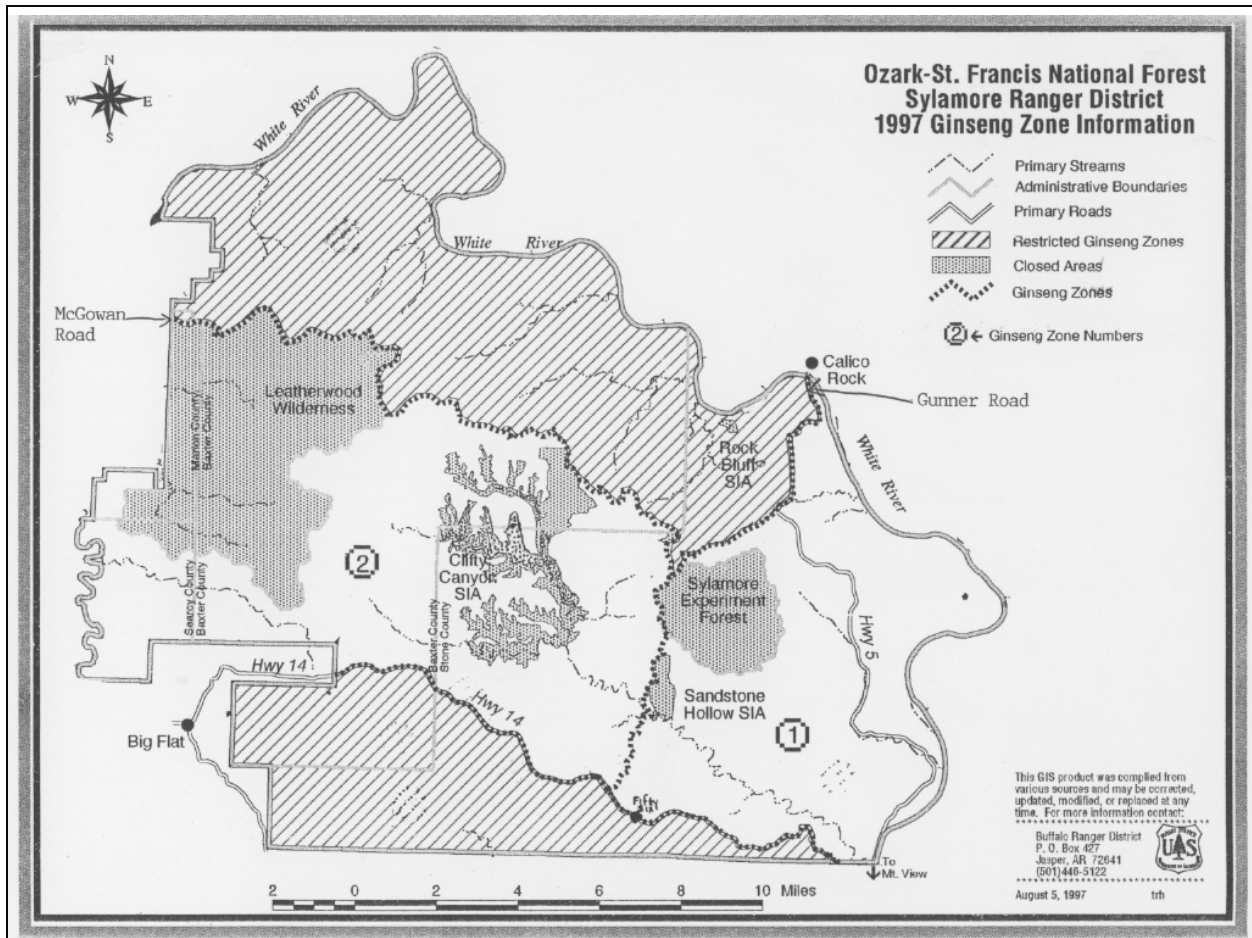 Ozark-St. Francis National Forest
Sylamore Ranger District
1997 Ginseng Zone Information
N
W
E
S
White River
Primary Streams
Administrative Boundaries
Primary Roads
Restricted Ginseng Zones
Closed Areas
Ginseng Zones
2 ← Ginseng Zone Numbers
White River
McGowan
Road
Calico
Rock
Gunner Road
Leatherwood
Wilderness
Marion County
Baxter County
Rock
Bluff
SIA
White River
2
Clifty
Canyon
SIA
Sylamore
Experiment
Forest
Hwy 5
Searcy County
Baxter County
Baxter County
Stone County
Hwy 14
Hwy 14
Sandstone
Hollow SIA
1
Big Flat
Fifty
Six
To
Mt. View
2 0 2 4 6 8 10 Miles
This GIS product was complied from
various sources and may be corrected,
updated, modified, or replaced at any
time. For more information contact:
Buffalo Ranger District
P. O. Box 427
Jasper, AR 72641
(501)446-5122
UAS
August 5, 1997 trh